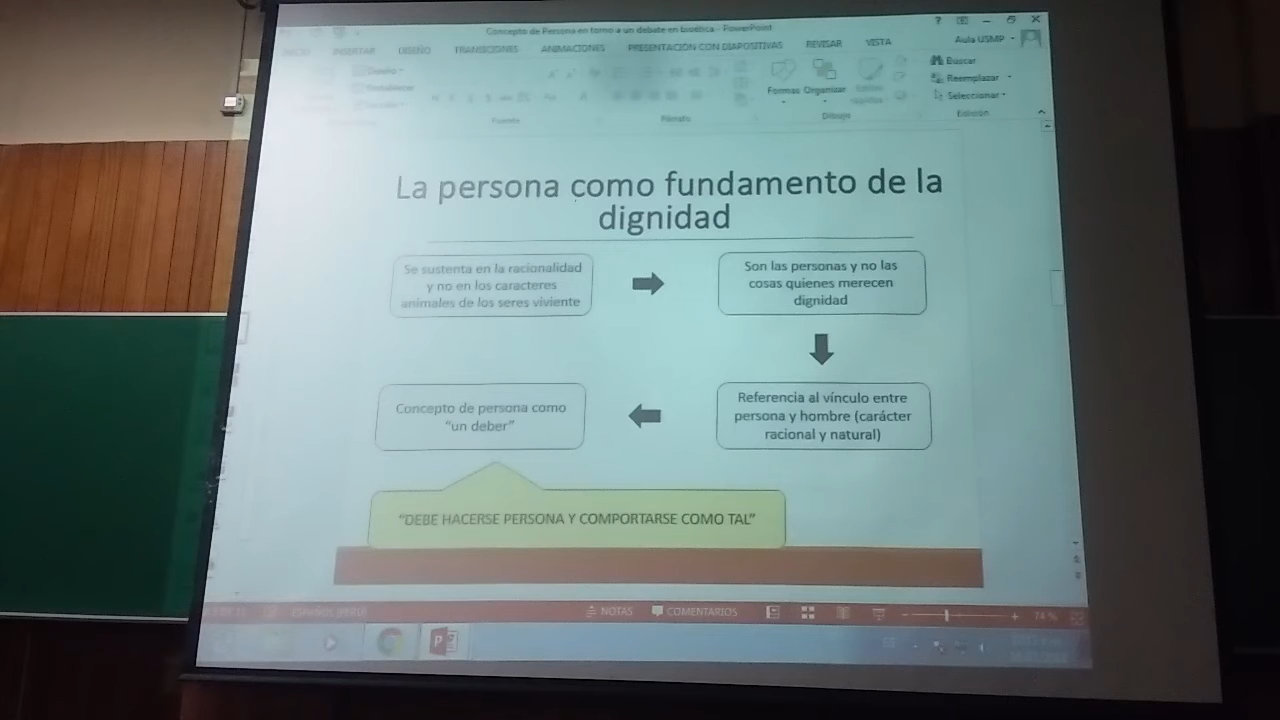 Concepto de Persona en torno a un debate en bioética - PowerPoint
INSERTAR DISEÑO TRANSICIONES ANIMACIONES PRESENTACIÓN CON DIAPOSITIVAS REVISAR VISTA
Aula USMP
Formas Organizar
Buscar
Reemplazar
Seleccionar
Fuente Párrafo Dibujo Edición
La persona como fundamento de la
dignidad
Se sustenta en la racionalidad
y no en los caracteres
animales de los seres viviente
Son las personas y no las
cosas quienes merecen
dignidad
Referencia al vínculo entre
persona y hombre (carácter
racional y natural)
Concepto de persona como
“un deber”
“DEBE HACERSE PERSONA Y COMPORTARSE COMO TAL”
NOTAS COMENTARIOS 74 %